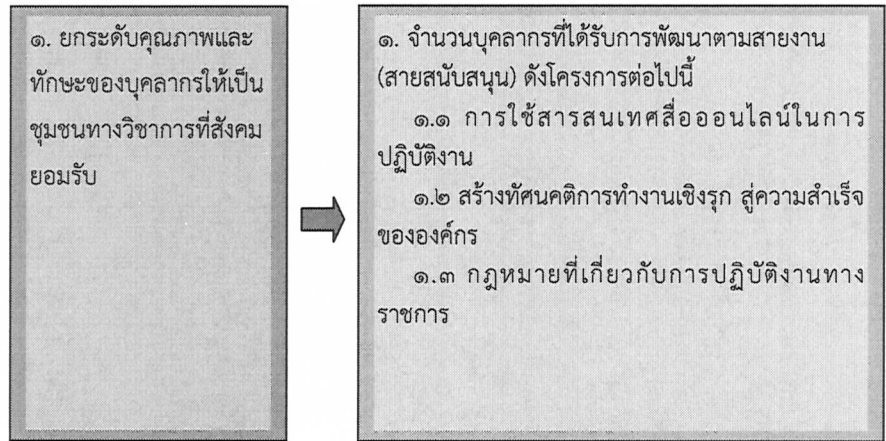 ๑. ยกระดับคุณภาพและ
ทักษะของบุคลากรให้เป็น
ชุมชนทางวิชาการที่สังคม
ยอมรับ
๑. จำนวนบุคลากรที่ได้รับการพัฒนาตามสายงาน
(สายสนับสนุน) ดังโครงการต่อไปนี้
๑.๑ การใช้สารสนเทศสื่อออนไลน์ในการ
ปฏิบัติงาน
๑.๒ สร้างทัศนคติการทำงานเชิงรุก สู่ความสำเร็จ
ขององค์กร
๑.๓ กฎหมายที่เกี่ยวกับการปฏิบัติงานทาง
ราชการ